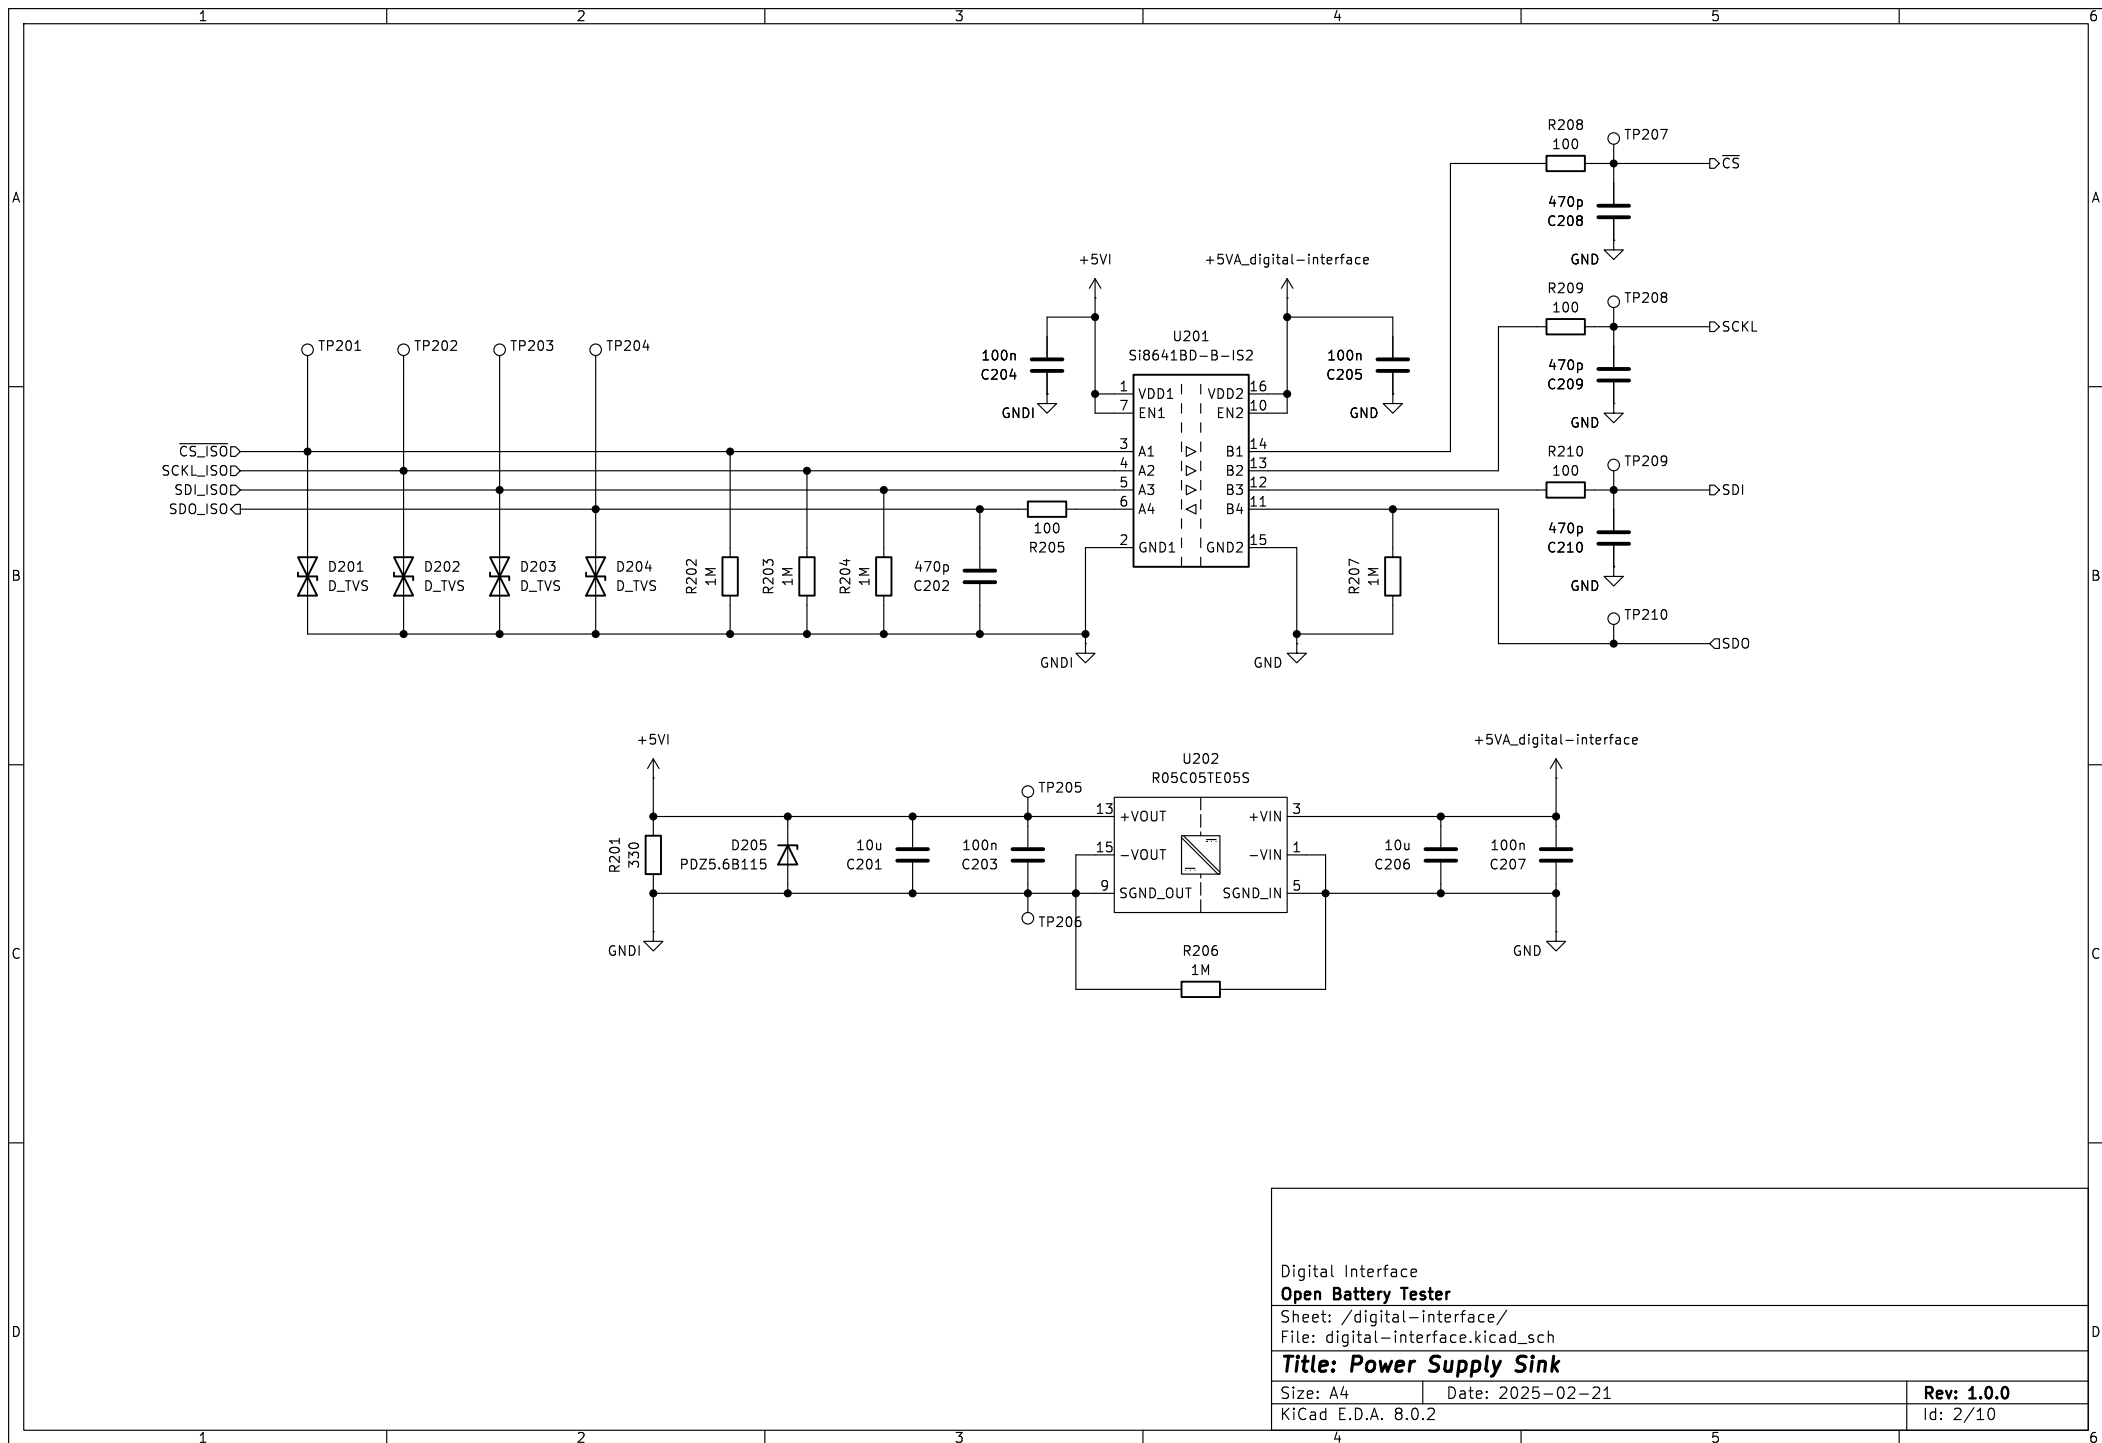 1 2 3 4 5 6
A A
B B
C C
D D
R208
100
TP207
CS
470p
C208
GND
+5VI
+5VA_digital-interface
R209
100
TP208
SCKL
470p
C209
GND
TP201
TP202
TP203
TP204
100n
C204
GNDI
U201
Si8641BD-B-IS2
100n
C205
GND
1 VDD1 VDD2 16
7 EN1 EN2 10
3 A1 B1 14
4 A2 B2 13
5 A3 B3 12
6 A4 B4 11
2 GND1 GND2 15
CS_ISO
SCKL_ISO
SDI_ISO
SDO_ISO
R210
100
TP209
SDI
470p
C210
GND
100
R205
D201
D_TVS
D202
D_TVS
D203
D_TVS
D204
D_TVS
R202
1M
R203
1M
R204
1M
470p
C202
R207
1M
TP210
SDO
GNDI
GND
+5VI
+5VA_digital-interface
U202
R05C05TE05S
TP205
13 +VOUT +VIN 3
15 -VOUT -VIN 1
9 SGND_OUT SGND_IN 5
R201
330
D205
PDZ5.6B115
10u
C201
100n
C203
10u
C206
100n
C207
TP206
GNDI
GND
R206
1M
Digital Interface
Open Battery Tester
Sheet: /digital-interface/
File: digital-interface.kicad_sch
Title: Power Supply Sink
Size: A4 Date: 2025-02-21 Rev: 1.0.0
KiCad E.D.A. 8.0.2 Id: 2/10
1 2 3 4 5 6